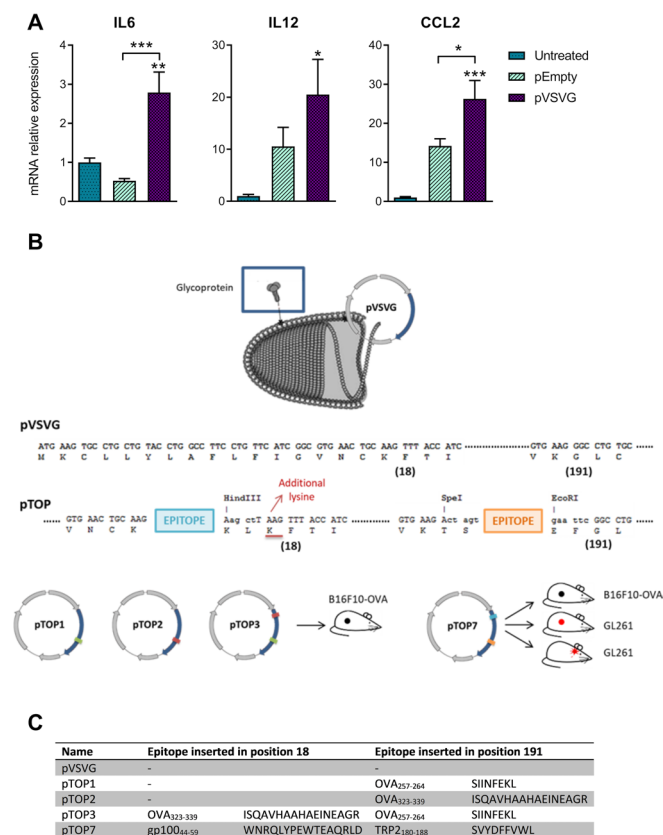 A
IL6
IL12
CCL2
mRNA relative expression
0
1
2
3
4
***
**
0
10
20
30
*
0
10
20
30
40
*
***
Untreated
pEmpty
pVSVG
B
Glycoprotein
pVSVG
pVSVG
ATG AAG TGC CTG CTG TAC CTG GCC TTC CTG TTC ATC GGC GTG AAC TGC AAG TTT ACC ATC ........................ GTG AAG GGC CTG TGC ......
M K C L L Y L A F L F I G V N C K F T I V K G L C
(18) (191)
Additional
lysine
pTOP
HindIII SpeI EcoRI
...... GTG AAC TGC AAG EPITOPE Aag ctT AAG TTT ACC ATC ............ GTG AAG Act agt EPITOPE gaa ttc GGC CTG ......
V N C K K L K F T I V K T S E F G L
(18) (191)
pTOP1
pTOP2
pTOP3
B16F10-OVA
pTOP7
B16F10-OVA
GL261
GL261
C
Name Epitope inserted in position 18 Epitope inserted in position 191
pVSVG - -
pTOP1 - OVA257-264 SIINFEKL
pTOP2 - OVA323-339 ISQAVHAAHAEINEAGR
pTOP3 OVA323-339 ISQAVHAAHAEINEAGR OVA257-264 SIINFEKL
pTOP7 gp10044-59 WNRQLYPEWTEAQRLD TRP2180-188 SVYDFFVWL